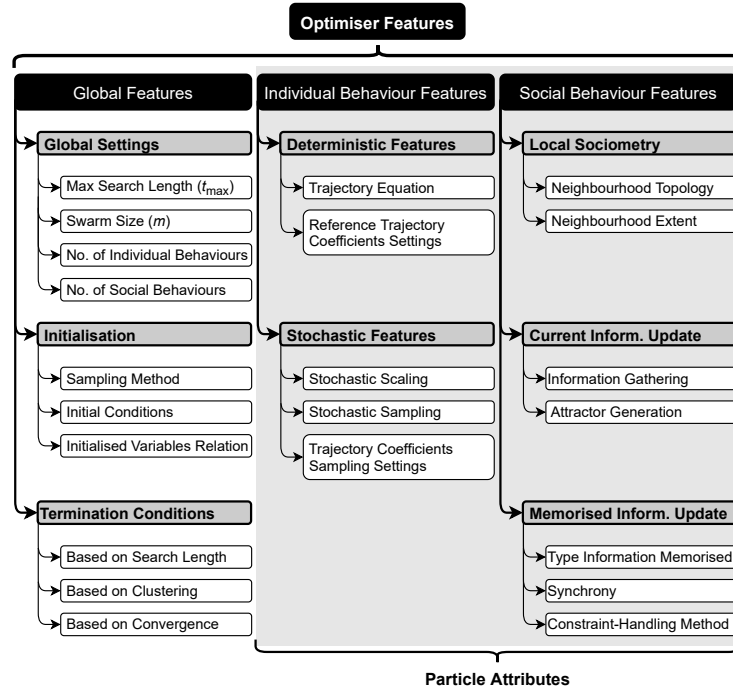 Optimiser Features
Global Features
Global Settings
Max Search Length (tmax)
Swarm Size (m)
No. of Individual Behaviours
No. of Social Behaviours
Initialisation
Sampling Method
Initial Conditions
Initialised Variables Relation
Termination Conditions
Based on Search Length
Based on Clustering
Based on Convergence
Individual Behaviour Features
Deterministic Features
Trajectory Equation
Reference Trajectory
Coefficients Settings
Stochastic Features
Stochastic Scaling
Stochastic Sampling
Trajectory Coefficients
Sampling Settings
Social Behaviour Features
Local Sociometry
Neighbourhood Topology
Neighbourhood Extent
Current Inform. Update
Information Gathering
Attractor Generation
Memorised Inform. Update
Type Information Memorised
Synchrony
Constraint-Handling Method
Particle Attributes